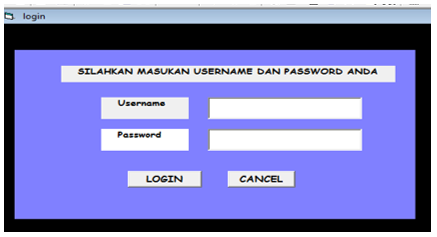 login
SILAHKAN MASUKAN USERNAME DAN PASSWORD ANDA
Username
Password
LOGIN CANCEL